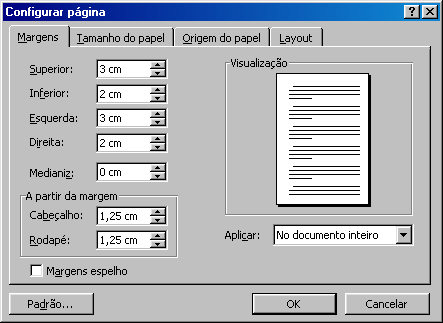 Configurar página
Margens Tamanho do papel Origem do papel Layout
Superior: 3 cm
Inferior: 2 cm
Esquerda: 3 cm
Direita: 2 cm
Medianiz: 0 cm
A partir da margem
Cabeçalho: 1,25 cm
Rodapé: 1,25 cm
Margens espelho
Visualização
Aplicar: No documento inteiro
Padrão... OK Cancelar